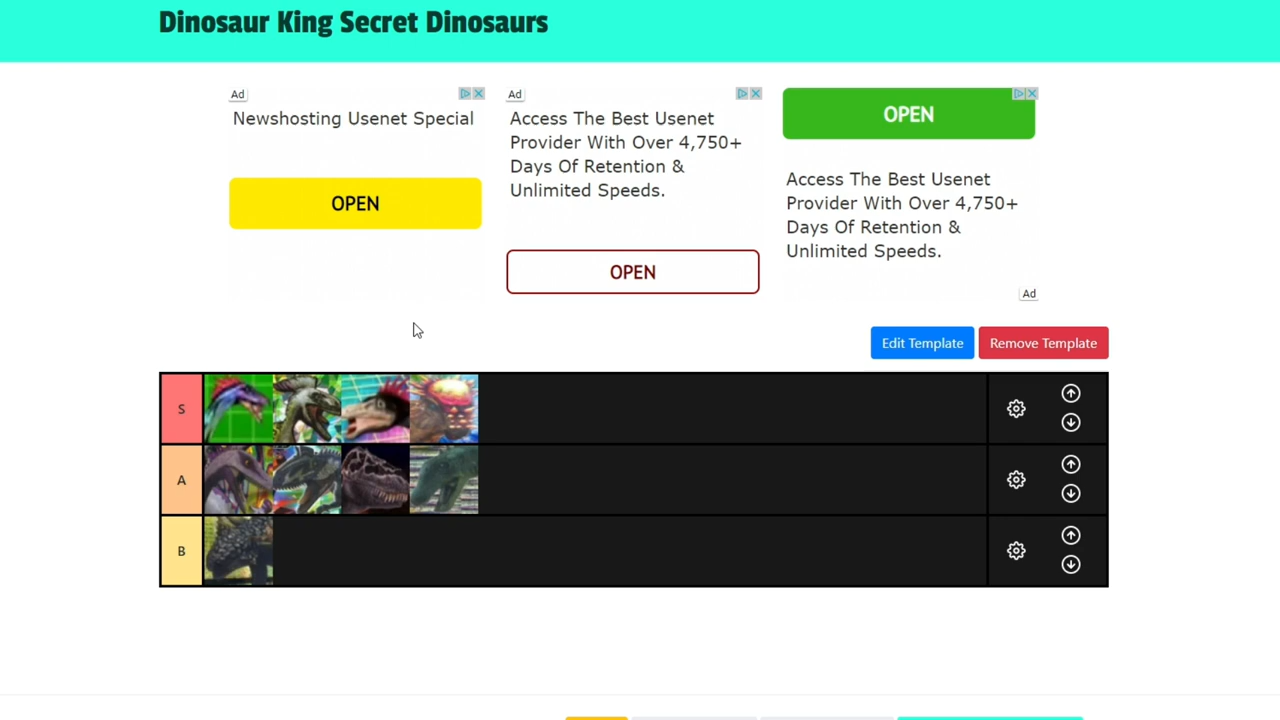 Dinosaur King Secret Dinosaurs
Ad
Newshosting Usenet Special
OPEN
Ad
Access The Best Usenet
Provider With Over 4,750+
Days Of Retention &
Unlimited Speeds.
OPEN
OPEN
Access The Best Usenet
Provider With Over 4,750+
Days Of Retention &
Unlimited Speeds.
Ad
Edit Template
Remove Template
S
A
B